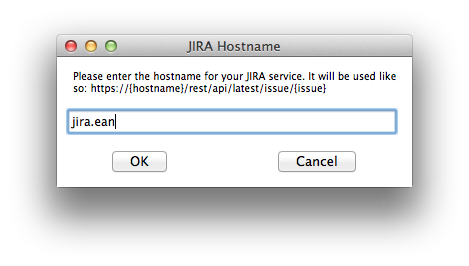 JIRA Hostname
Please enter the hostname for your JIRA service. It will be used like
so: https://{hostname}/rest/api/latest/issue/{issue}
jira.ean
OK
Cancel